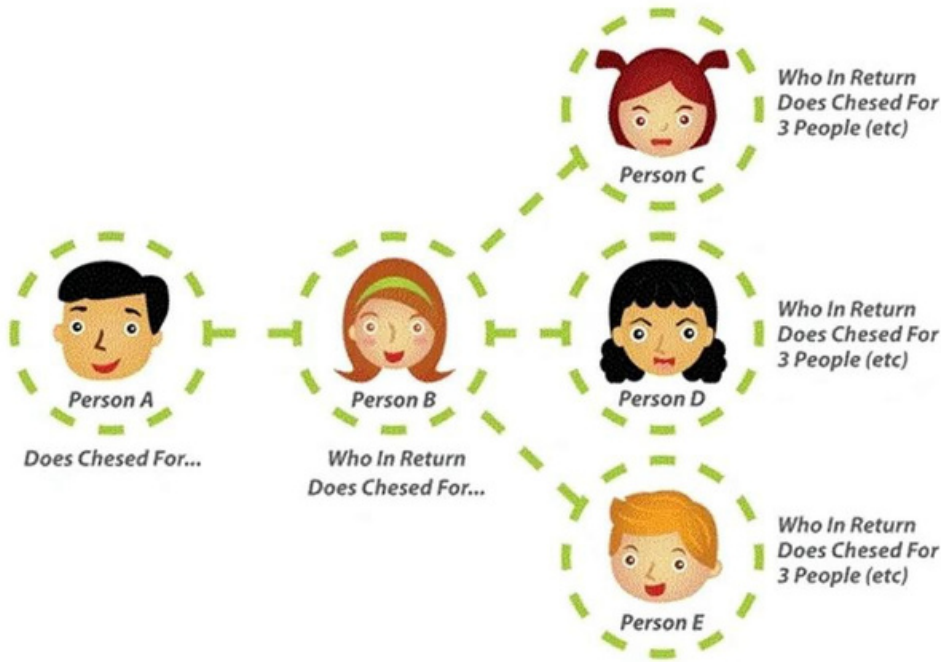 Person A
Does Chesed For...
Person B
Who In Return
Does Chesed For...
Person C
Who In Return
Does Chesed For
3 People (etc)
Person D
Who In Return
Does Chesed For
3 People (etc)
Person E
Who In Return
Does Chesed For
3 People (etc)